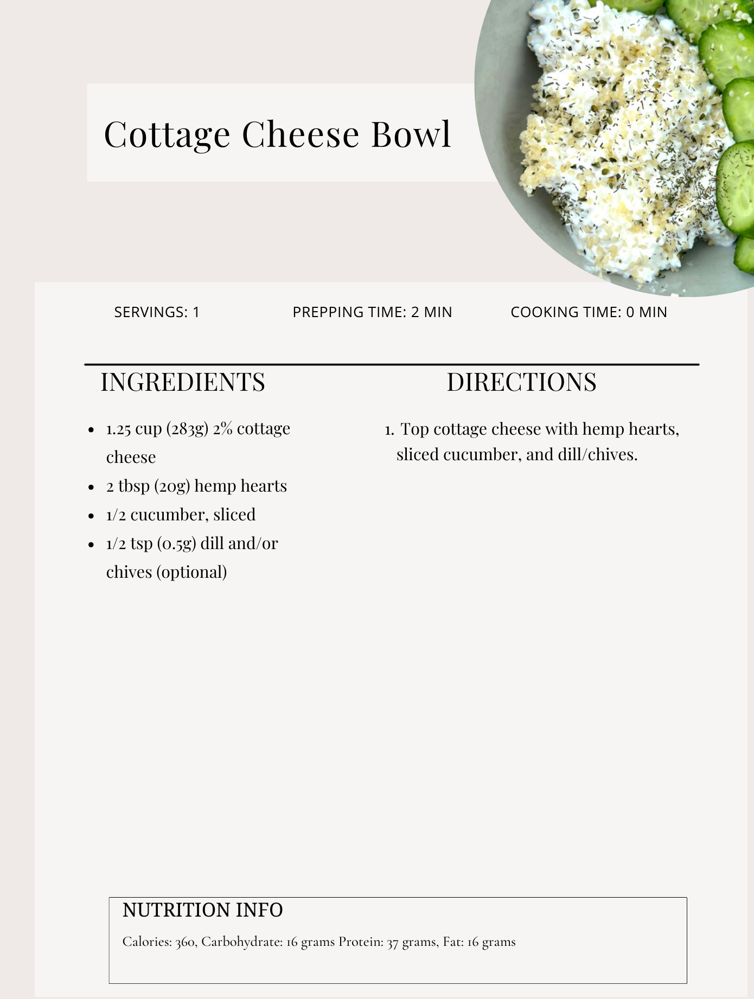 Cottage Cheese Bowl
SERVINGS: 1
PREPPING TIME: 2 MIN
COOKING TIME: 0 MIN
INGREDIENTS
• 1.25 cup (283g) 2% cottage
cheese
• 2 tbsp (20g) hemp hearts
• 1/2 cucumber, sliced
• 1/2 tsp (0.5g) dill and/or
chives (optional)
DIRECTIONS
1. Top cottage cheese with hemp hearts,
sliced cucumber, and dill/chives.
NUTRITION INFO
Calories: 360, Carbohydrate: 16 grams Protein: 37 grams, Fat: 16 grams